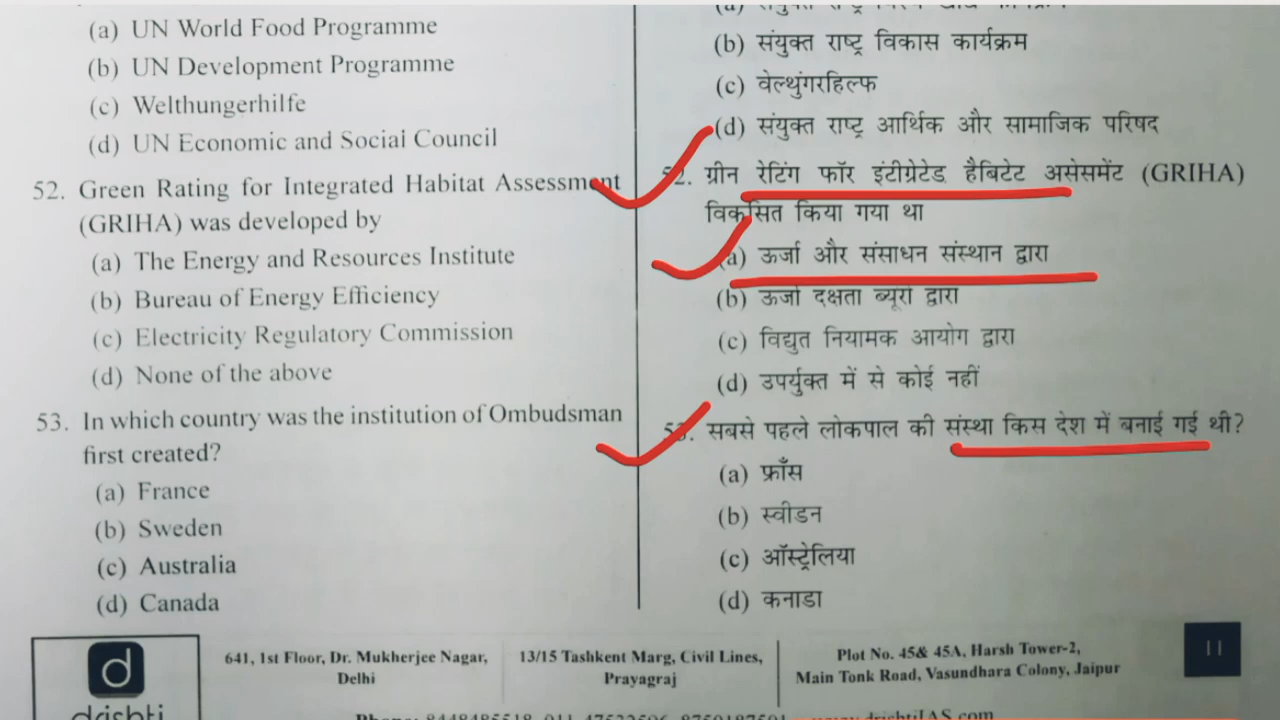 (a) UN World Food Programme
(b) UN Development Programme
(c) Welthungerhilfe
(d) UN Economic and Social Council
52. Green Rating for Integrated Habitat Assessment
(GRIHA) was developed by
(a) The Energy and Resources Institute
(b) Bureau of Energy Efficiency
(c) Electricity Regulatory Commission
(d) None of the above
53. In which country was the institution of Ombudsman
first created?
(a) France
(b) Sweden
(c) Australia
(d) Canada
(b) संयुक्त राष्ट्र विकास कार्यक्रम
(c) वेल्थुंगरहिल्फ
(d) संयुक्त राष्ट्र आर्थिक और सामाजिक परिषद
52. ग्रीन रेटिंग फॉर इंटीग्रेटेड हैबिटेट असेसमेंट (GRIHA)
विकसित किया गया था
(a) ऊर्जा और संसाधन संस्थान द्वारा
(b) ऊर्जा दक्षता ब्यूरो द्वारा
(c) विद्युत नियामक आयोग द्वारा
(d) उपर्युक्त में से कोई नहीं
53. सबसे पहले लोकपाल की संस्था किस देश में बनाई गई थी?
(a) फ्राँस
(b) स्वीडन
(c) ऑस्ट्रेलिया
(d) कनाडा
11
d
drishti
641, 1st Floor, Dr. Mukherjee Nagar,
Delhi
13/15 Tashkent Marg, Civil Lines,
Prayagraj
Plot No. 45& 45A, Harsh Tower-2,
Main Tonk Road, Vasundhara Colony, Jaipur